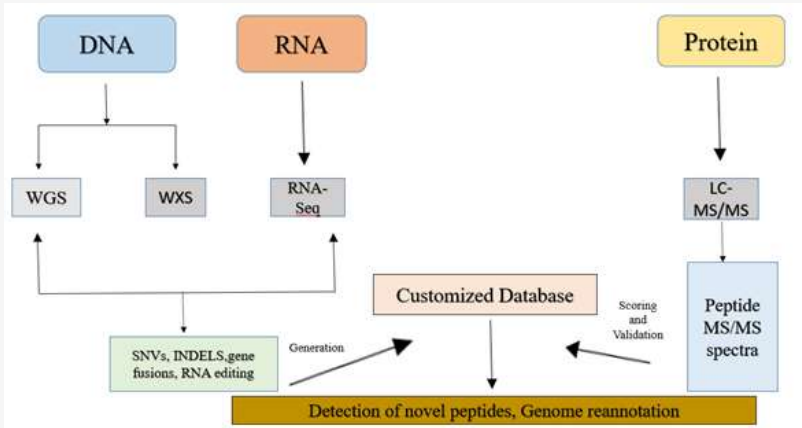 DNA
RNA
Protein
WGS
WXS
RNA-
Seq
LC-
MS/MS
Customized Database
Scoring
and
Validation
Peptide
MS/MS
spectra
SNVs, INDELS,gene
fusions, RNA editing
Generation
Detection of novel peptides, Genome reannotation